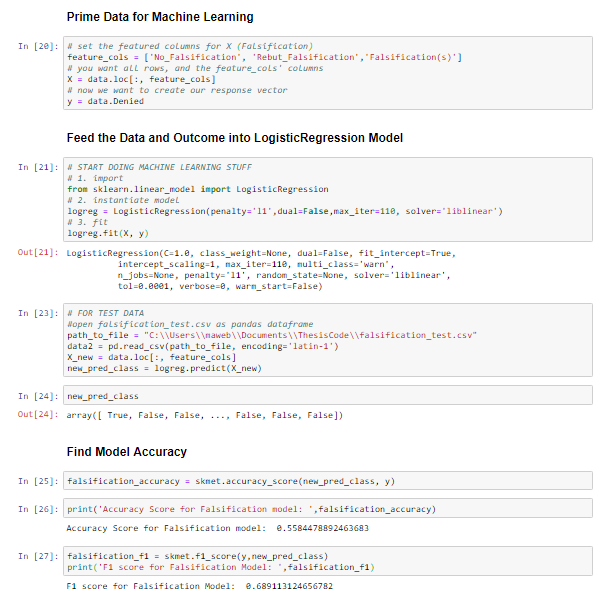 Prime Data for Machine Learning
In [20]: # set the featured columns for X (Falsification)
feature_cols = ['No_Falsification', 'Rebut_Falsification','Falsification(s)']
# you want all rows, and the feature_cols' columns
X = data.loc[:, feature_cols]
# now we want to create our response vector
y = data.Denied
Feed the Data and Outcome into LogisticRegression Model
In [21]: # START DOING MACHINE LEARNING STUFF
# 1. import
from sklearn.linear_model import LogisticRegression
# 2. instantiate model
logreg = LogisticRegression(penalty='l1',dual=False,max_iter=110, solver='liblinear')
# 3. fit
logreg.fit(X, y)
Out[21]: LogisticRegression(C=1.0, class_weight=None, dual=False, fit_intercept=True,
intercept_scaling=1, max_iter=110, multi_class='warn',
n_jobs=None, penalty='l1', random_state=None, solver='liblinear',
tol=0.0001, verbose=0, warm_start=False)
In [23]: # FOR TEST DATA
#open falsification_test.csv as pandas dataframe
path_to_file = "C:\\Users\\maweb\\Documents\\ThesisCode\\falsification_test.csv"
data2 = pd.read_csv(path_to_file, encoding='latin-1')
X_new = data.loc[:, feature_cols]
new_pred_class = logreg.predict(X_new)
In [24]: new_pred_class
Out[24]: array([ True, False, False, ..., False, False, False])
Find Model Accuracy
In [25]: falsification_accuracy = skmet.accuracy_score(new_pred_class, y)
In [26]: print('Accuracy Score for Falsification model: ',falsification_accuracy)
Accuracy Score for Falsification model:  0.5584478892463683
In [27]: falsification_f1 = skmet.f1_score(y,new_pred_class)
print('F1 score for Falsification Model: ',falsification_f1)
F1 score for Falsification Model:  0.689113124656782